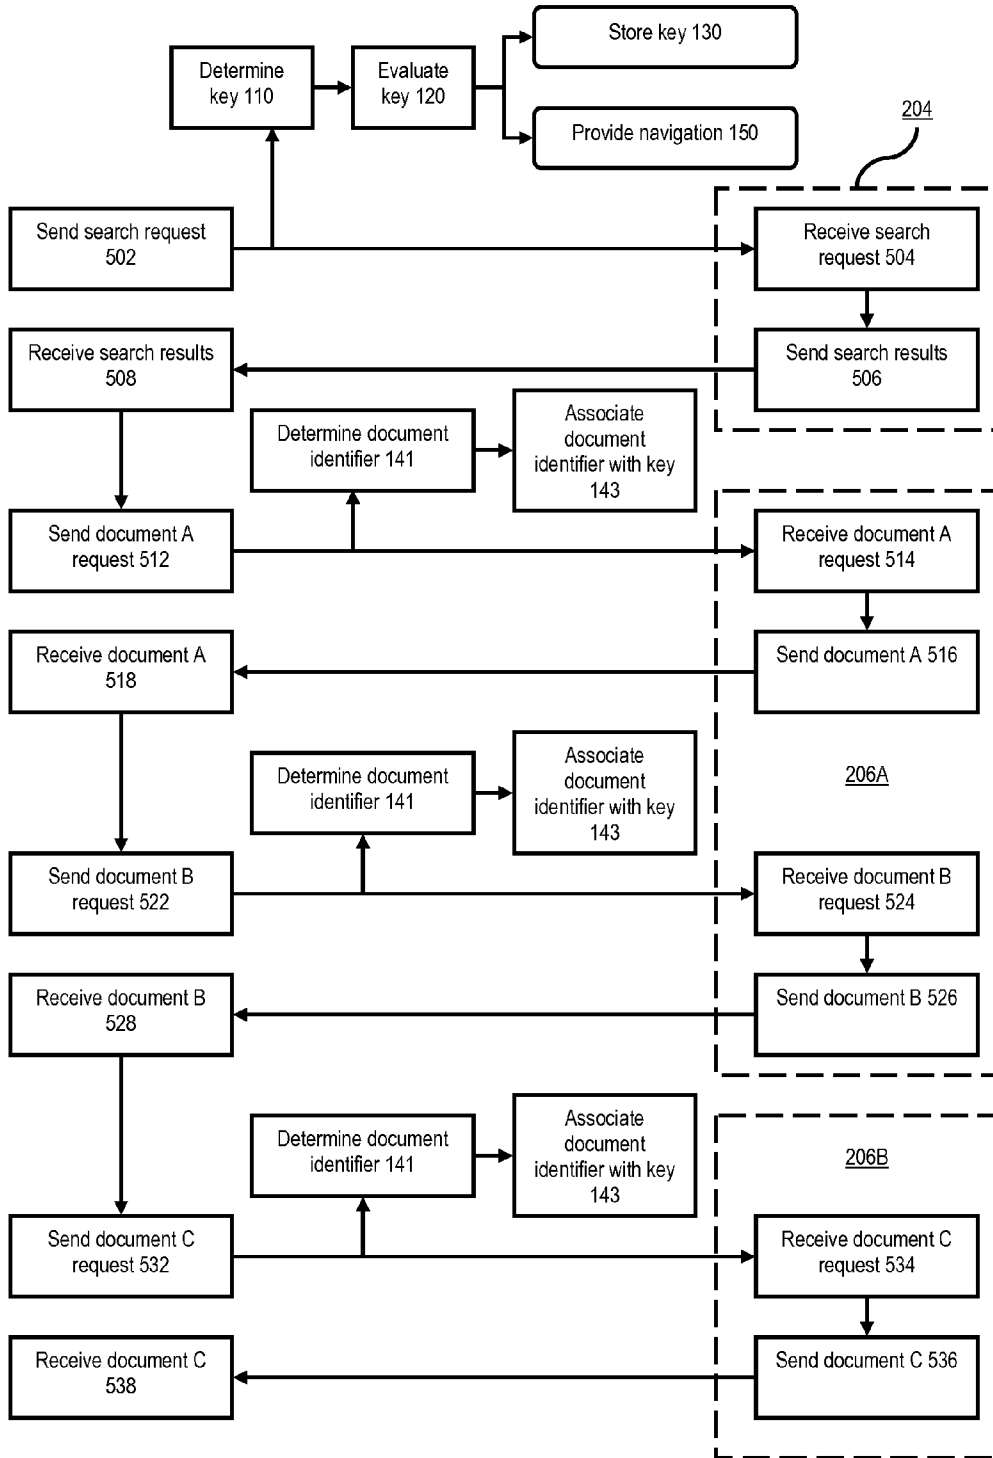 Store key 130
Determine
key 110
Evaluate
key 120
Provide navigation 150
204
Send search request
502
Receive search
request 504
Receive search results
508
Send search results
506
Determine document
identifier 141
Associate
document
identifier with key
143
Send document A
request 512
Receive document A
request 514
Receive document A
518
Send document A 516
Determine document
identifier 141
Associate
document
identifier with key
143
206A
Send document B
request 522
Receive document B
request 524
Receive document B
528
Send document B 526
Determine document
identifier 141
Associate
document
identifier with key
143
206B
Send document C
request 532
Receive document C
request 534
Receive document C
538
Send document C 536